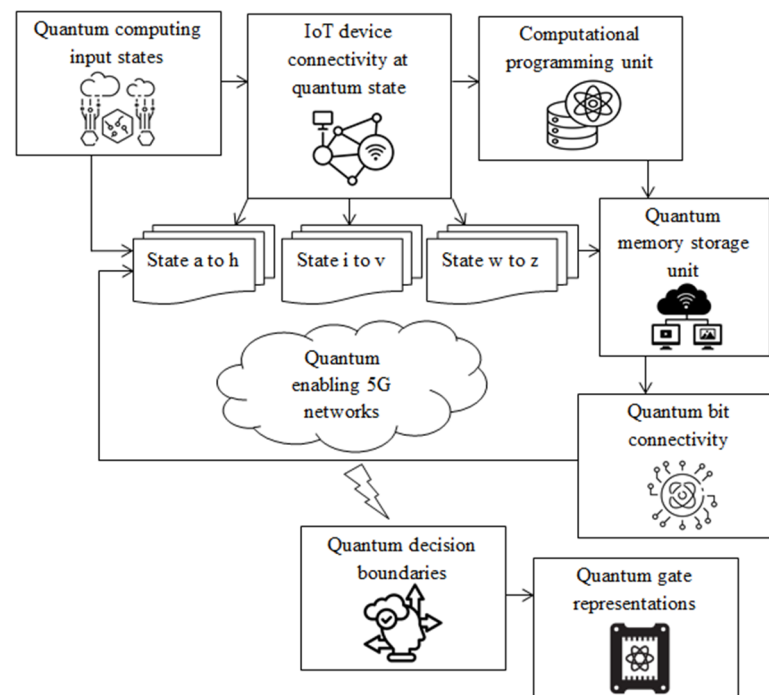 Quantum computing
input states
IoT device
connectivity at
quantum state
Computational
programming unit
State a to h
State i to v
State w to z
Quantum
memory storage
unit
Quantum
enabling 5G
networks
Quantum bit
connectivity
Quantum decision
boundaries
Quantum gate
representations